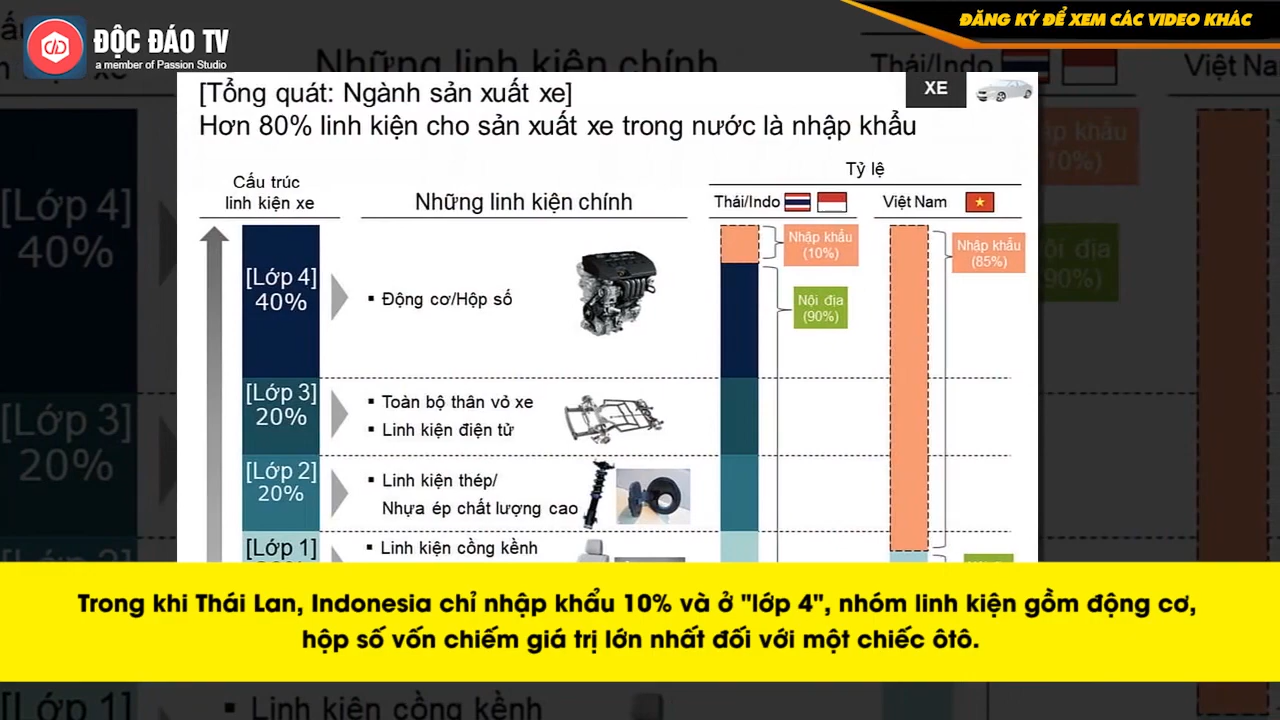 ĐĂNG KÝ ĐỂ XEM CÁC VIDEO KHÁC
ĐỘC ĐÁO TV
a member of Passion Studio
[Tổng quát: Ngành sản xuất xe]
XE
Hơn 80% linh kiện cho sản xuất xe trong nước là nhập khẩu
Cấu trúc
linh kiện xe
Những linh kiện chính
Tỷ lệ
Thái/Indo
Việt Nam
[Lớp 4]
40%
Động cơ/Hộp số
Nhập khẩu
(10%)
Nội địa
(90%)
Nhập khẩu
(85%)
[Lớp 3]
20%
▪ Toàn bộ thân vỏ xe
▪ Linh kiện điện tử
[Lớp 2]
20%
▪ Linh kiện thép/
Nhựa ép chất lượng cao
[Lớp 1]
▪ Linh kiện cồng kềnh
Trong khi Thái Lan, Indonesia chỉ nhập khẩu 10% và ở "lớp 4", nhóm linh kiện gồm động cơ,
hộp số vốn chiếm giá trị lớn nhất đối với một chiếc ôtô.